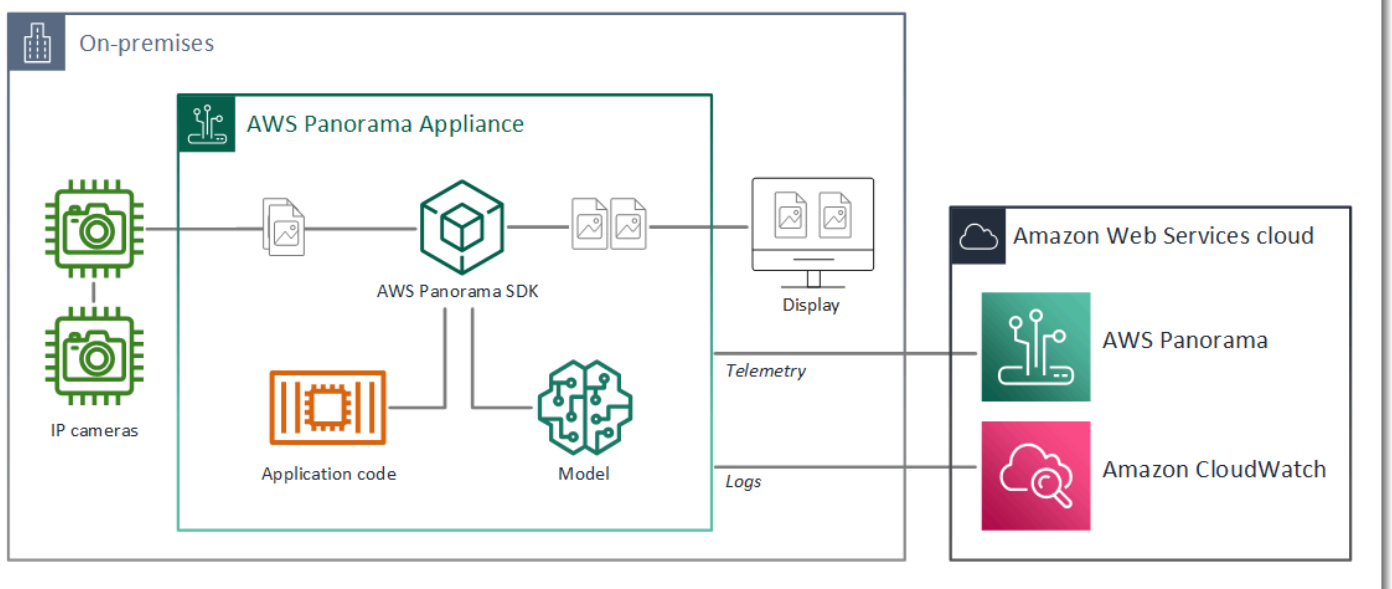 On-premises
AWS Panorama Appliance
AWS Panorama SDK
Display
IP cameras
Application code
Model
Telemetry
Logs
Amazon Web Services cloud
AWS Panorama
Amazon CloudWatch